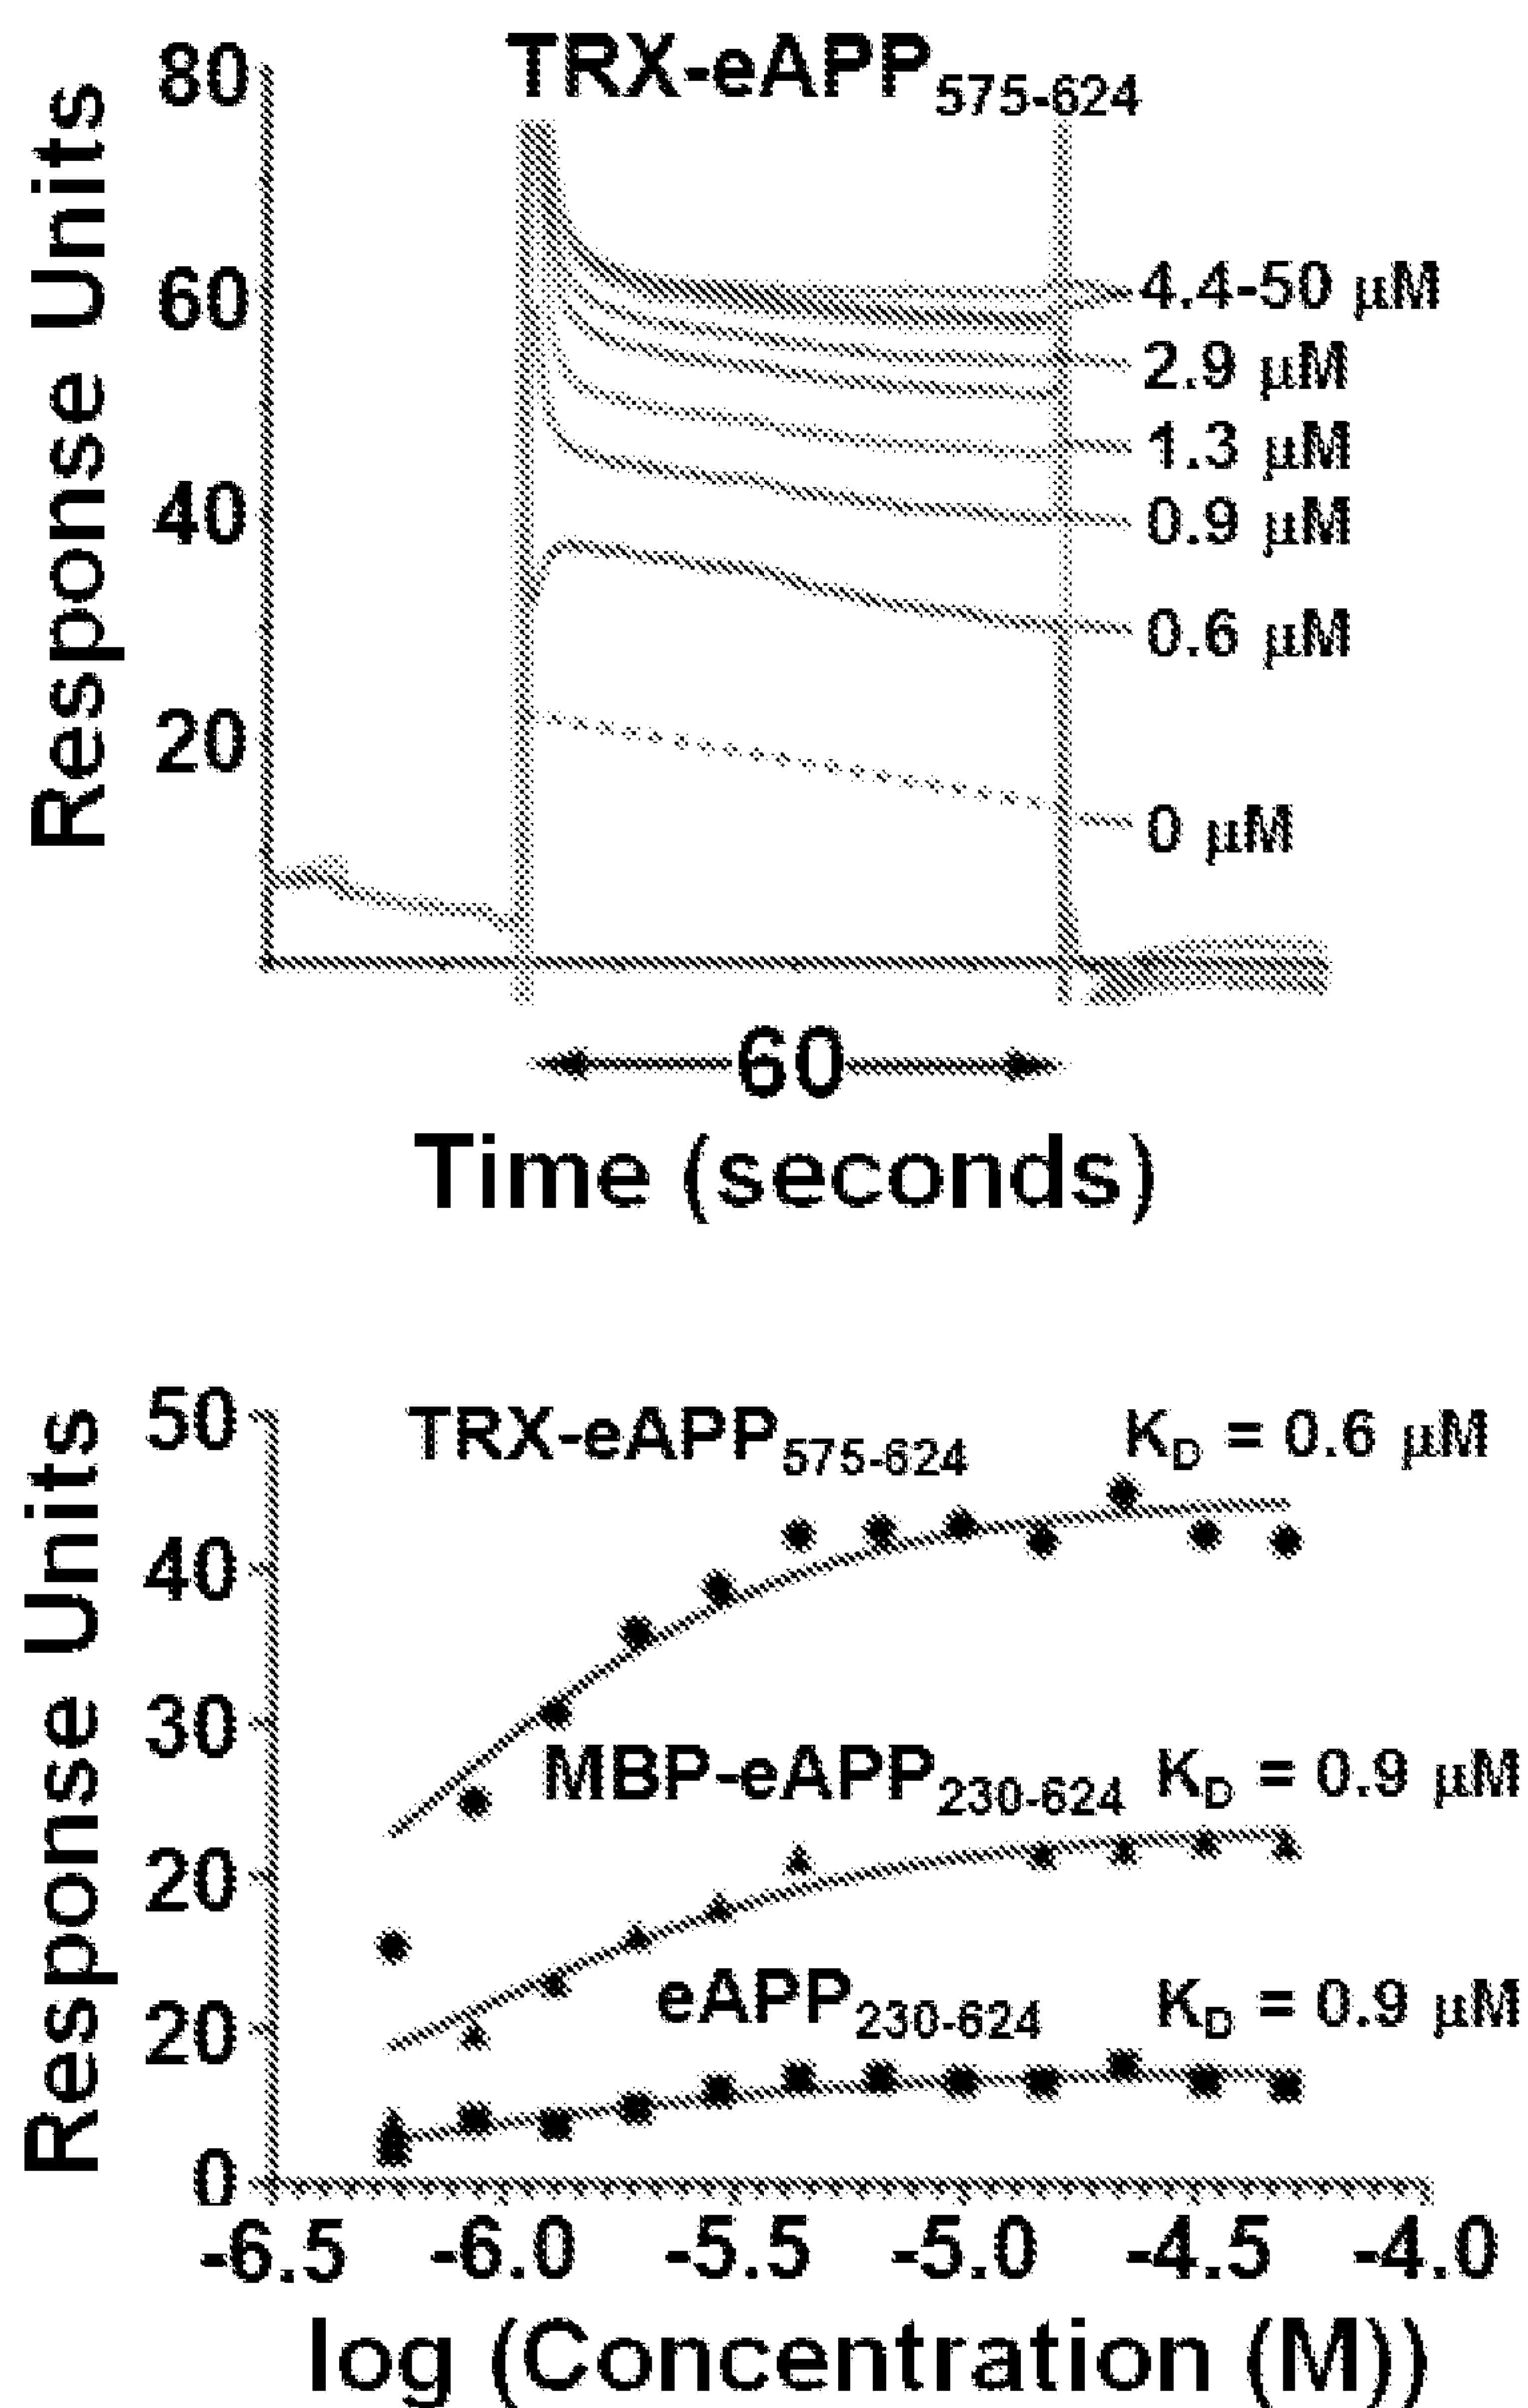 80
TRX-eAPP575-624
Response Units
60
40
20
4.4-50 μM
2.9 μM
1.3 μM
0.9 μM
0.6 μM
0 μM
60
Time (seconds)
50
TRX-eAPP575-624 KD = 0.6 μM
Response Units
40
30
MBP-eAPP230-624 KD = 0.9 μM
20
eAPP230-624 KD = 0.9 μM
20
0
-6.5 -6.0 -5.5 -5.0 -4.5 -4.0
log (Concentration (M))